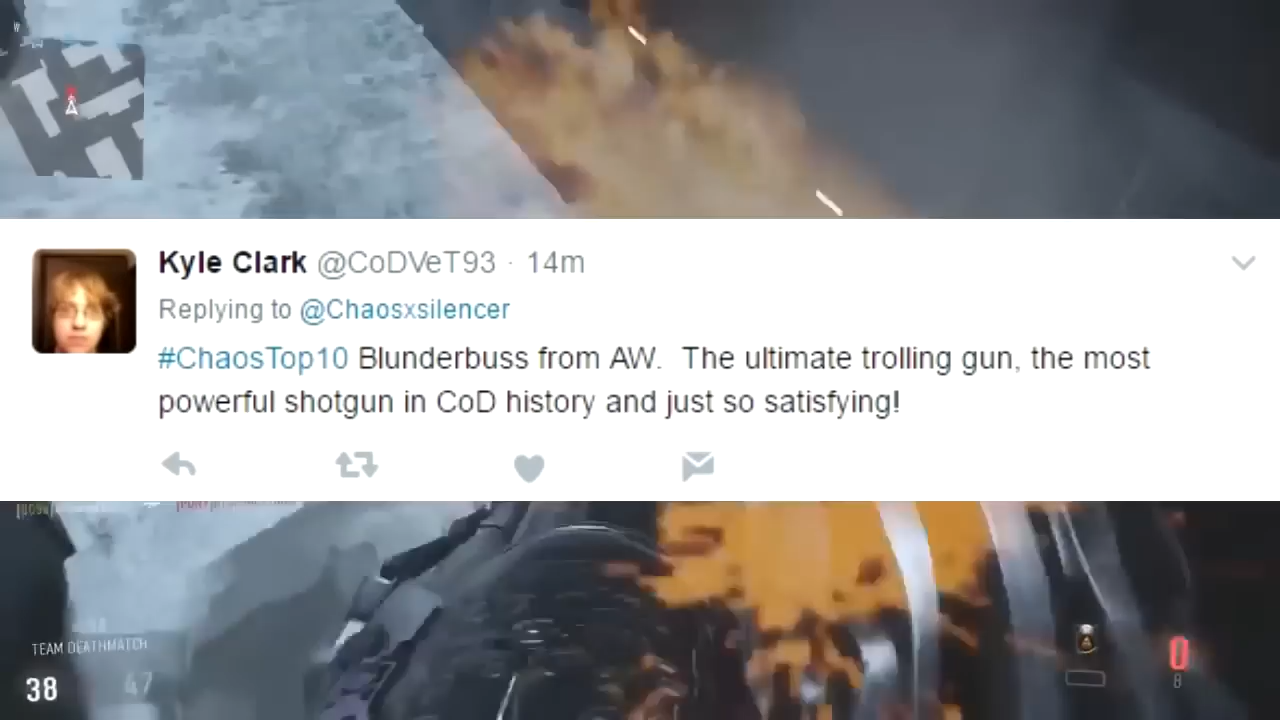 Kyle Clark @CoDVeT93 · 14m
Replying to @Chaosxsilencer
#ChaosTop10 Blunderbuss from AW.  The ultimate trolling gun, the most
powerful shotgun in CoD history and just so satisfying!
TEAM DEATHMATCH
38 47
0
8